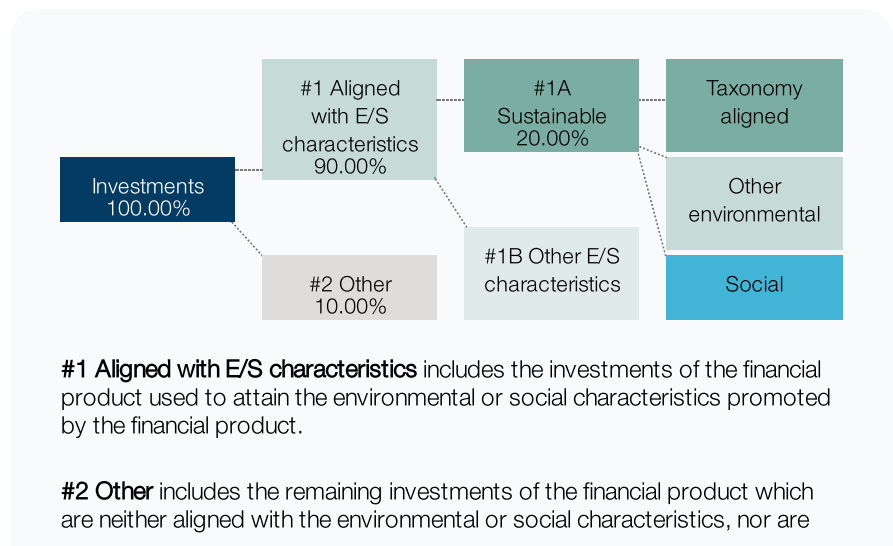 Investments
100.00%
#1 Aligned
with E/S
characteristics
90.00%
#2 Other
10.00%
#1A
Sustainable
20.00%
#1B Other E/S
characteristics
Taxonomy
aligned
Other
environmental
Social
#1 Aligned with E/S characteristics includes the investments of the financial
product used to attain the environmental or social characteristics promoted
by the financial product.
#2 Other includes the remaining investments of the financial product which
are neither aligned with the environmental or social characteristics, nor are